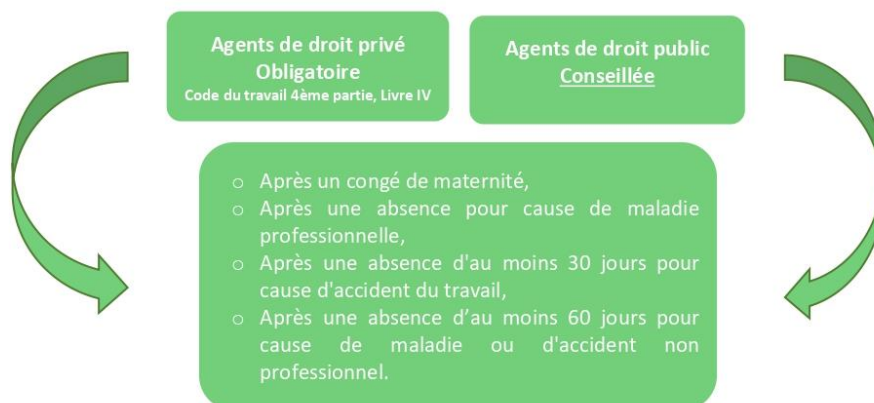 Agents de droit privé
Obligatoire
Code du travail 4ème partie, Livre IV
Agents de droit public
Conseillée
o Après un congé de maternité,
o Après une absence pour cause de maladie
professionnelle,
o Après une absence d'au moins 30 jours pour
cause d'accident du travail,
o Après une absence d’au moins 60 jours pour
cause de maladie ou d'accident non
professionnel.